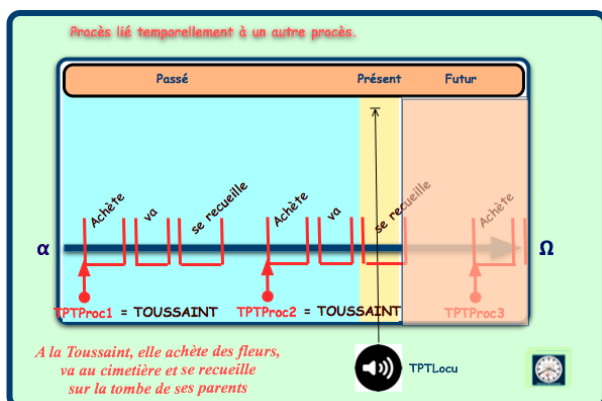 Procès lié temporellement à un autre procès.
Passé Présent Futur
Achète va se recueille Achète va se recueille Achète
α Ω
TPTProc1 = TOUSSAINT TPTProc2 = TOUSSAINT TPTProc3
A la Toussaint, elle achète des fleurs,
va au cimetière et se recueille
sur la tombe de ses parents
TPTLocu